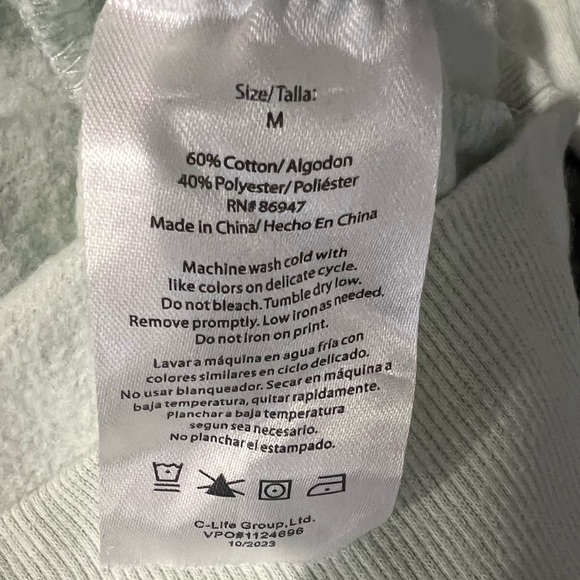 Size/Talla:
M
60% Cotton/Algodon
40% Polyester/Poliéster
RN# 86947
Made in China/Hecho En China
Machine wash cold with
like colors on delicate cycle.
Do not bleach. Tumble dry low.
Remove promptly. Low iron as needed.
Do not iron on print.
Lavar a máquina en agua fría con
colores similares en ciclo delicado.
No usar blanqueador. Secar en máquina a
baja temperatura, quitar rapidamente.
Planchar a baja temperatura
segun sea necesario.
No planchar el estampado.
C-Life Group, Ltd.
VPO#1124696
10/2023